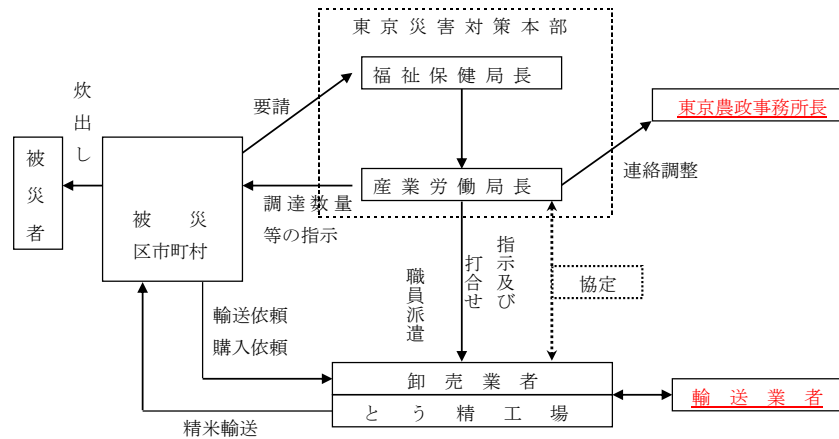 東京災害対策本部
福祉保健局長
炊出し
要請
東京農政事務所長
被災者
産業労働局長
連絡調整
被災
区市町村
調達数量
等の指示
職員派遣
指示及び
打合せ
協定
輸送依頼
購入依頼
卸売業者
とう精工場
輸送業者
精米輸送